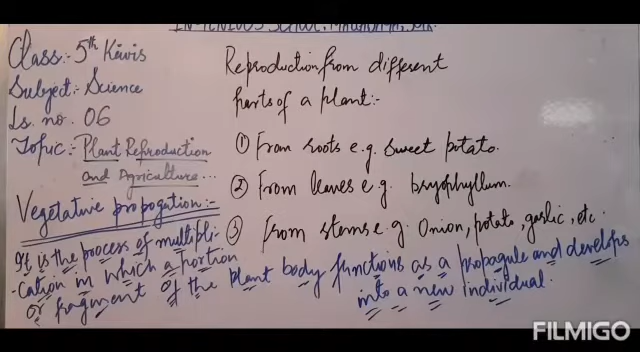 Class:- 5th Kiwis
Subject:- Science
Ls. no. 06
Topic:- Plant Reproduction
and Agriculture...
Vegetative propogation:-
It is the process of multipli-
-cation in which a portion
or fragment of the plant body functions as a propagule and develops
into a new individual.
Reproduction from different
parts of a plant:-
① From roots e.g. sweet potato.
② From leaves e.g. bryophyllum.
③ From stems e.g. Onion, potato, garlic, etc.
FILMIGO